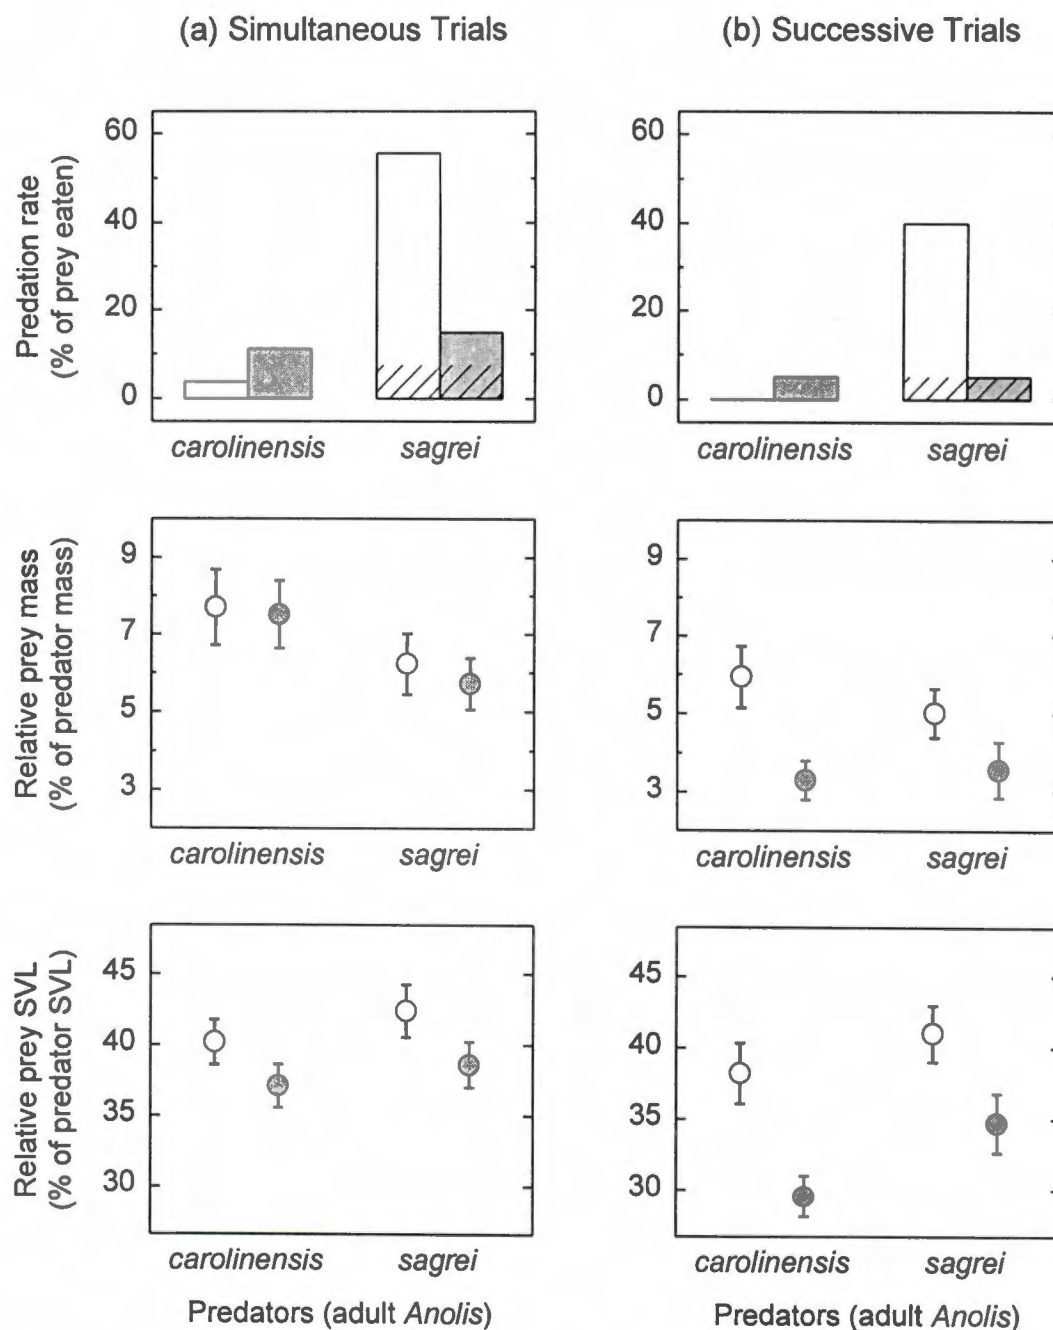 (a) Simultaneous Trials
(b) Successive Trials
Predation rate
(% of prey eaten)
60
40
20
0
carolinensis
sagrei
60
40
20
0
carolinensis
sagrei
Relative prey mass
(% of predator mass)
9
7
5
3
carolinensis
sagrei
9
7
5
3
carolinensis
sagrei
Relative prey SVL
(% of predator SVL)
45
40
35
30
carolinensis
sagrei
Predators (adult Anolis)
45
40
35
30
carolinensis
sagrei
Predators (adult Anolis)